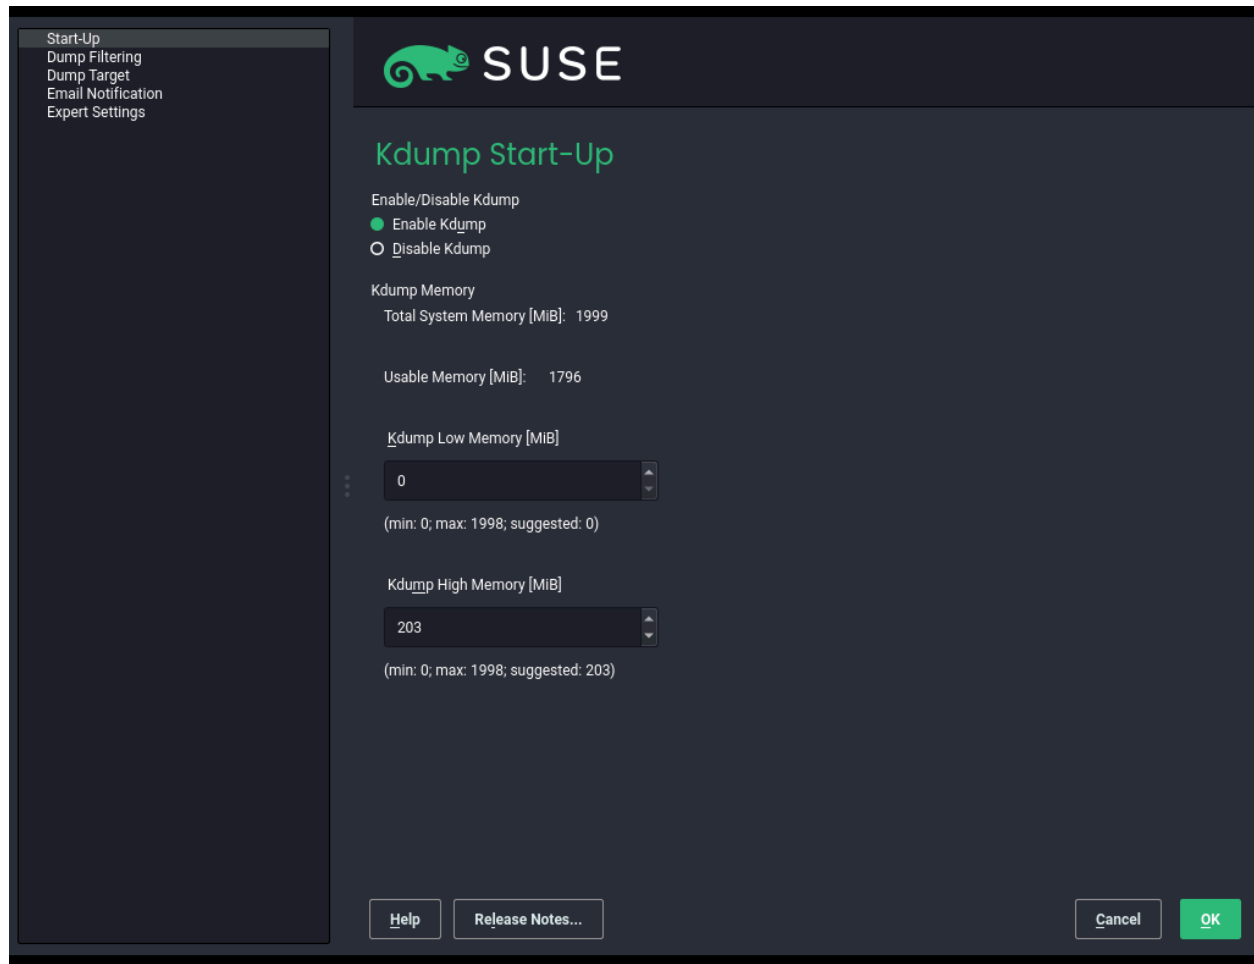 Start-Up
Dump Filtering
Dump Target
Email Notification
Expert Settings
SUSE
Kdump Start-Up
Enable/Disable Kdump
Enable Kdump
Disable Kdump
Kdump Memory
Total System Memory [MiB]: 1999
Usable Memory [MiB]: 1796
Kdump Low Memory [MiB]
0
(min: 0; max: 1998; suggested: 0)
Kdump High Memory [MiB]
203
(min: 0; max: 1998; suggested: 203)
Help Release Notes... Cancel OK